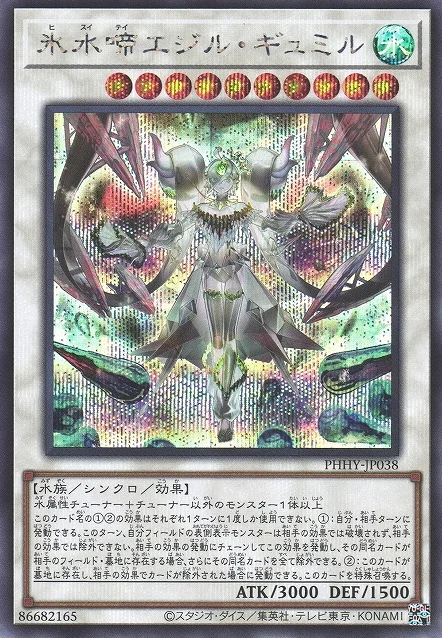 氷水啼エジル・ギュミル
水
PHHY-JP038
【水族/シンクロ/効果】
水属性チューナー+チューナー以外のモンスター1体以上
このカード名の①②の効果はそれぞれ1ターンに1度しか使用できない。①:自分・相手ターンに
発動できる。このターン、自分フィールドの表側表示モンスターは相手の効果では破壊されず、相手
の効果では除外できない。相手の効果の発動にチェーンしてこの効果を発動し、その同名カード
が相手のフィールド・墓地に存在する場合、さらにその同名カードを全て除外できる。②:このカードが
墓地に存在し、相手の効果でカードが除外された場合に発動できる。このカードを特殊召喚する。
ATK/3000 DEF/1500
86682165
©スタジオ・ダイス/集英社・テレビ東京・KONAMI